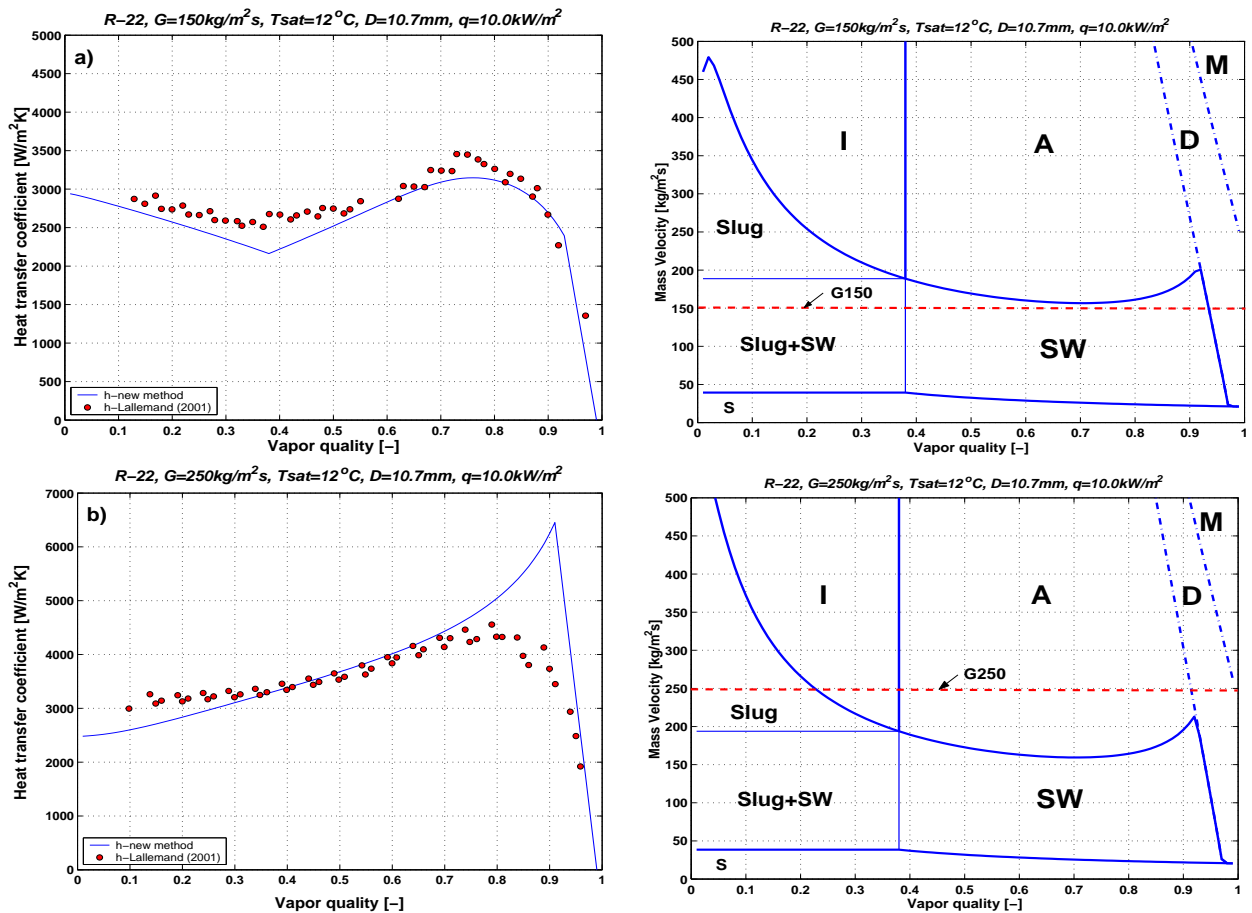 R−22, G=150kg/m²s, Tsat=12°C, D=10.7mm, q=10.0kW/m²
a)
Heat transfer coefficient [W/m²K]
5000
4500
4000
3500
3000
2500
2000
1500
1000
500
0
h−new method
h−Lallemand (2001)
0 0.1 0.2 0.3 0.4 0.5 0.6 0.7 0.8 0.9 1
Vapor quality [−]
R−22, G=150kg/m²s, Tsat=12°C, D=10.7mm, q=10.0kW/m²
Mass Velocity [kg/m²s]
500
450
400
350
300
250
200
150
100
50
0
I
A
D
M
Slug
G150
Slug+SW
SW
S
0 0.1 0.2 0.3 0.4 0.5 0.6 0.7 0.8 0.9 1
Vapor quality [−]
R−22, G=250kg/m²s, Tsat=12°C, D=10.7mm, q=10.0kW/m²
b)
Heat transfer coefficient [W/m²K]
7000
6000
5000
4000
3000
2000
1000
0
h−new method
h−Lallemand (2001)
0 0.1 0.2 0.3 0.4 0.5 0.6 0.7 0.8 0.9 1
Vapor quality [−]
R−22, G=250kg/m²s, Tsat=12°C, D=10.7mm, q=10.0kW/m²
Mass Velocity [kg/m²s]
500
450
400
350
300
250
200
150
100
50
0
I
A
D
M
G250
Slug
Slug+SW
SW
S
0 0.1 0.2 0.3 0.4 0.5 0.6 0.7 0.8 0.9 1
Vapor quality [−]